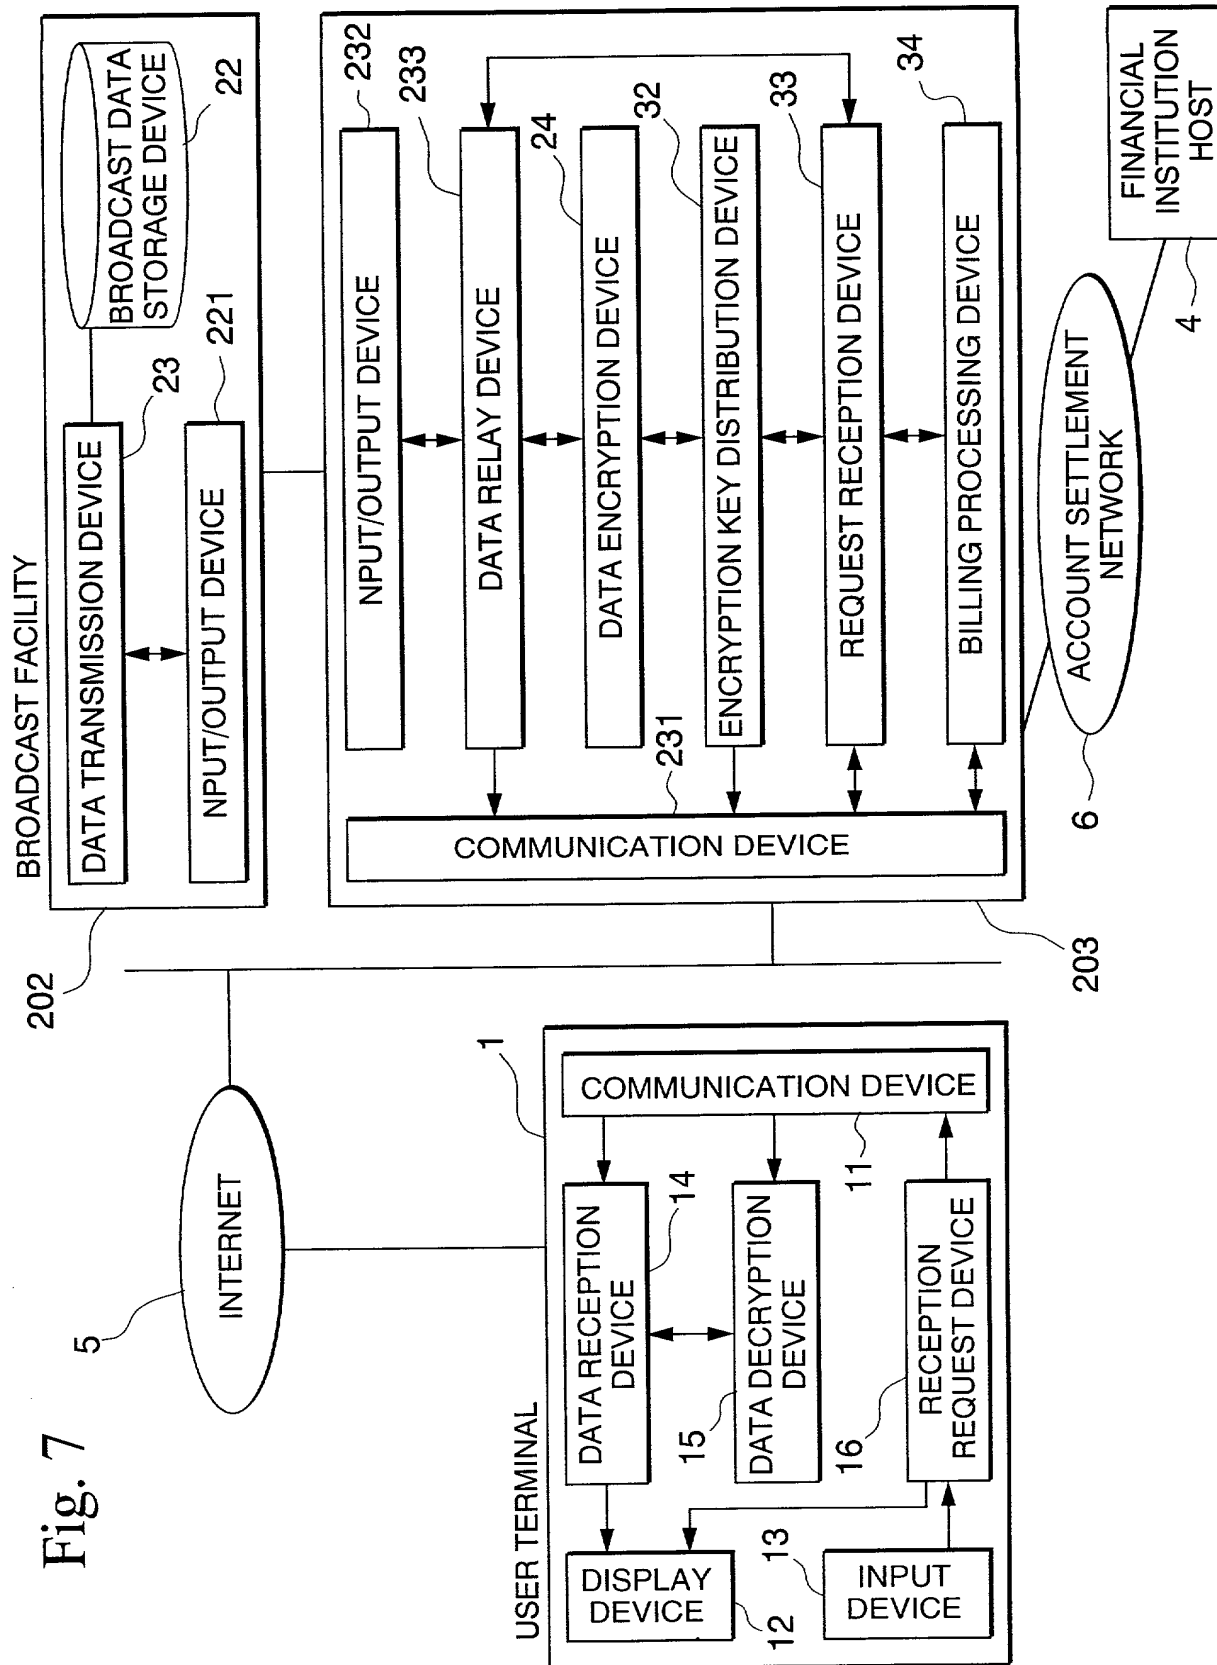 Fig. 7
5
INTERNET
USER TERMINAL
1
COMMUNICATION DEVICE
11
DATA RECEPTION
DEVICE
14
DATA DECRYPTION
DEVICE
15
RECEPTION
REQUEST DEVICE
16
DISPLAY
DEVICE
12
INPUT
DEVICE
13
BROADCAST FACILITY
202
DATA TRANSMISSION DEVICE
23
NPUT/OUTPUT DEVICE
221
BROADCAST DATA
STORAGE DEVICE
22
203
COMMUNICATION DEVICE
231
NPUT/OUTPUT DEVICE
232
DATA RELAY DEVICE
233
DATA ENCRYPTION DEVICE
24
ENCRYPTION KEY DISTRIBUTION DEVICE
32
REQUEST RECEPTION DEVICE
33
BILLING PROCESSING DEVICE
34
ACCOUNT SETTLEMENT
NETWORK
6
FINANCIAL
INSTITUTION
HOST
4